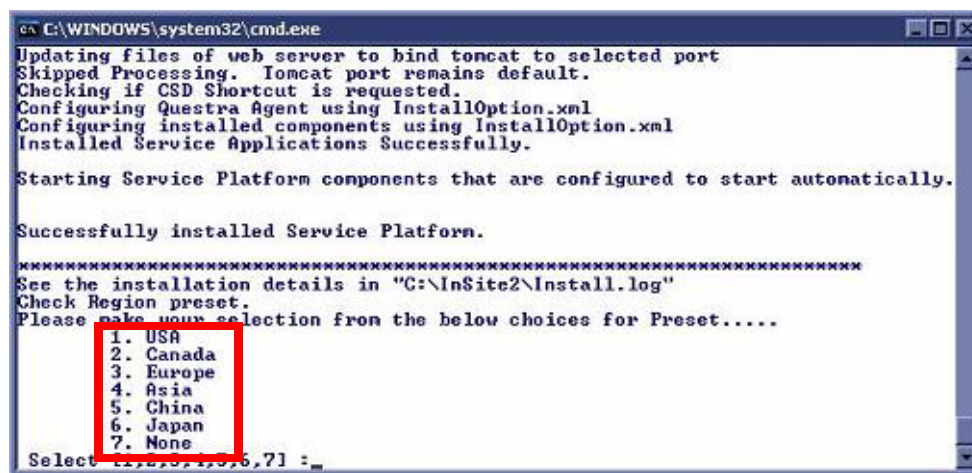 C:\WINDOWS\system32\cmd.exe
Updating files of web server to bind tomcat to selected port
Skipped Processing.  Tomcat port remains default.
Checking if CSD Shortcut is requested.
Configuring Questra Agent using InstallOption.xml
Configuring installed components using InstallOption.xml
Installed Service Applications Successfully.
Starting Service Platform components that are configured to start automatically.
Successfully installed Service Platform.
*************************************************************************
See the installation details in "C:\InSite2\Install.log"
Check Region preset.
Please make your selection from the below choices for Preset.....
1. USA
2. Canada
3. Europe
4. Asia
5. China
6. Japan
7. None
Select [1,2,3,4,5,6,7] :_